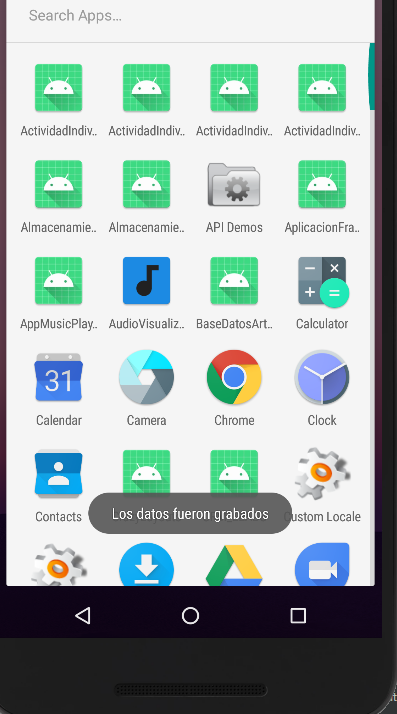 Search Apps...
ActividadIndiv.. ActividadIndiv.. ActividadIndiv.. ActividadIndiv..
Almacenamie.. Almacenamie.. API Demos AplicacionFra..
AppMusicPlay.. AudioVisualiz.. BaseDatosArt.. Calculator
31
Calendar Camera Chrome Clock
Contacts Custom Locale
Los datos fueron grabados